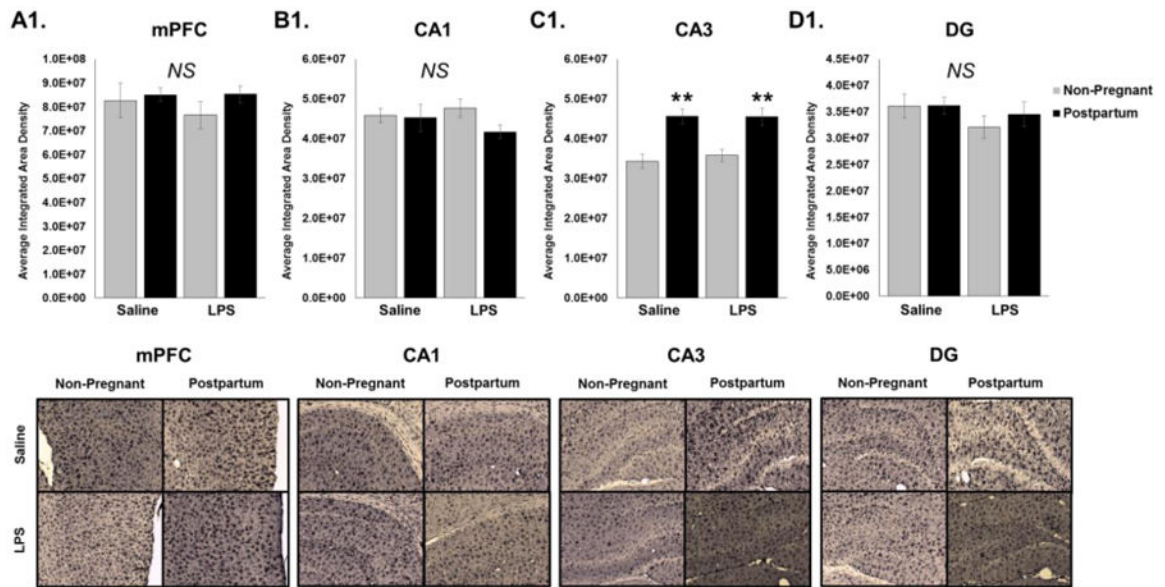 A1.
mPFC
Average Integrated Area Density
1.0E+08
9.0E+07
8.0E+07
7.0E+07
6.0E+07
5.0E+07
4.0E+07
3.0E+07
2.0E+07
1.0E+07
0.0E+00
NS
Saline LPS
B1.
CA1
Average Integrated Area Density
6.0E+07
5.0E+07
4.0E+07
3.0E+07
2.0E+07
1.0E+07
0.0E+00
NS
Saline LPS
C1.
CA3
Average Integrated Area Density
6.0E+07
5.0E+07
4.0E+07
3.0E+07
2.0E+07
1.0E+07
0.0E+00
** **
Saline LPS
D1.
DG
Average Integrated Area Density
4.5E+07
4.0E+07
3.5E+07
3.0E+07
2.5E+07
2.0E+07
1.5E+07
1.0E+07
5.0E+06
0.0E+00
NS
Saline LPS
Non-Pregnant
Postpartum
mPFC CA1 CA3 DG
Non-Pregnant Postpartum Non-Pregnant Postpartum Non-Pregnant Postpartum Non-Pregnant Postpartum
Saline
LPS